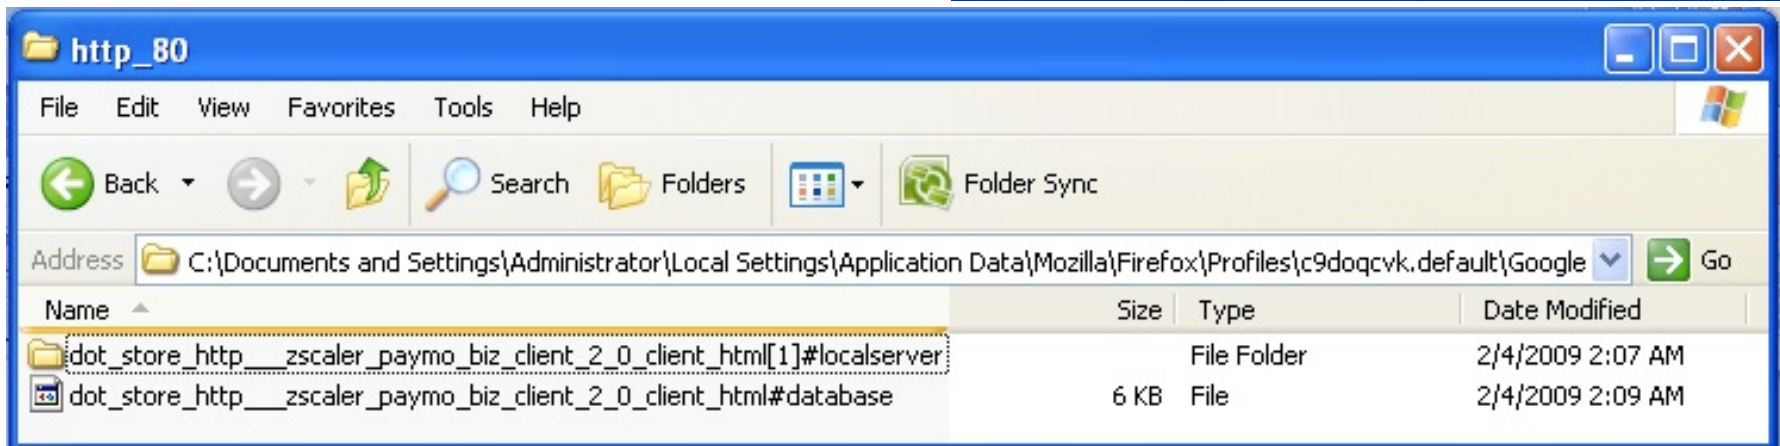 http_80
File Edit View Favorites Tools Help
Back Search Folders Folder Sync
Address C:\Documents and Settings\Administrator\Local Settings\Application Data\Mozilla\Firefox\Profiles\c9doqcvk.default\Google Go
Name Size Type Date Modified
dot_store_http___zscaler_paymo_biz_client_2_0_client_html[1]#localserver File Folder 2/4/2009 2:07 AM
dot_store_http___zscaler_paymo_biz_client_2_0_client_html#database 6 KB File 2/4/2009 2:09 AM